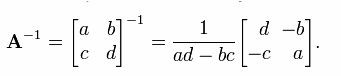 A⁻¹ = [a b; c d]⁻¹ = 1/(ad − bc) [d −b; −c a].